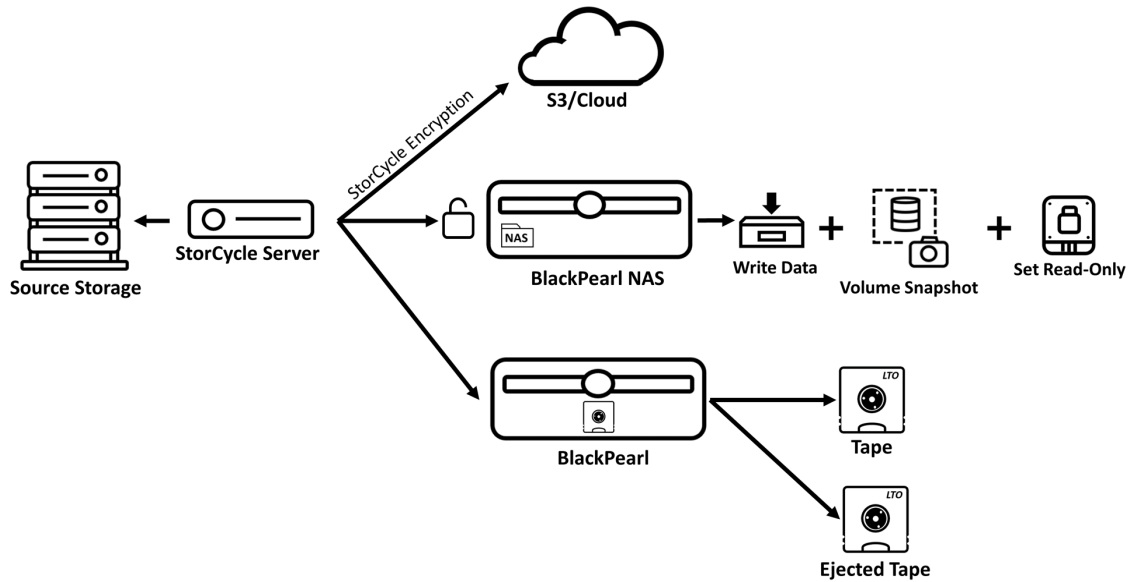 S3/Cloud
StorCycle Encryption
Source Storage
StorCycle Server
NAS
BlackPearl NAS
Write Data
Volume Snapshot
Set Read-Only
BlackPearl
LTO
Tape
LTO
Ejected Tape